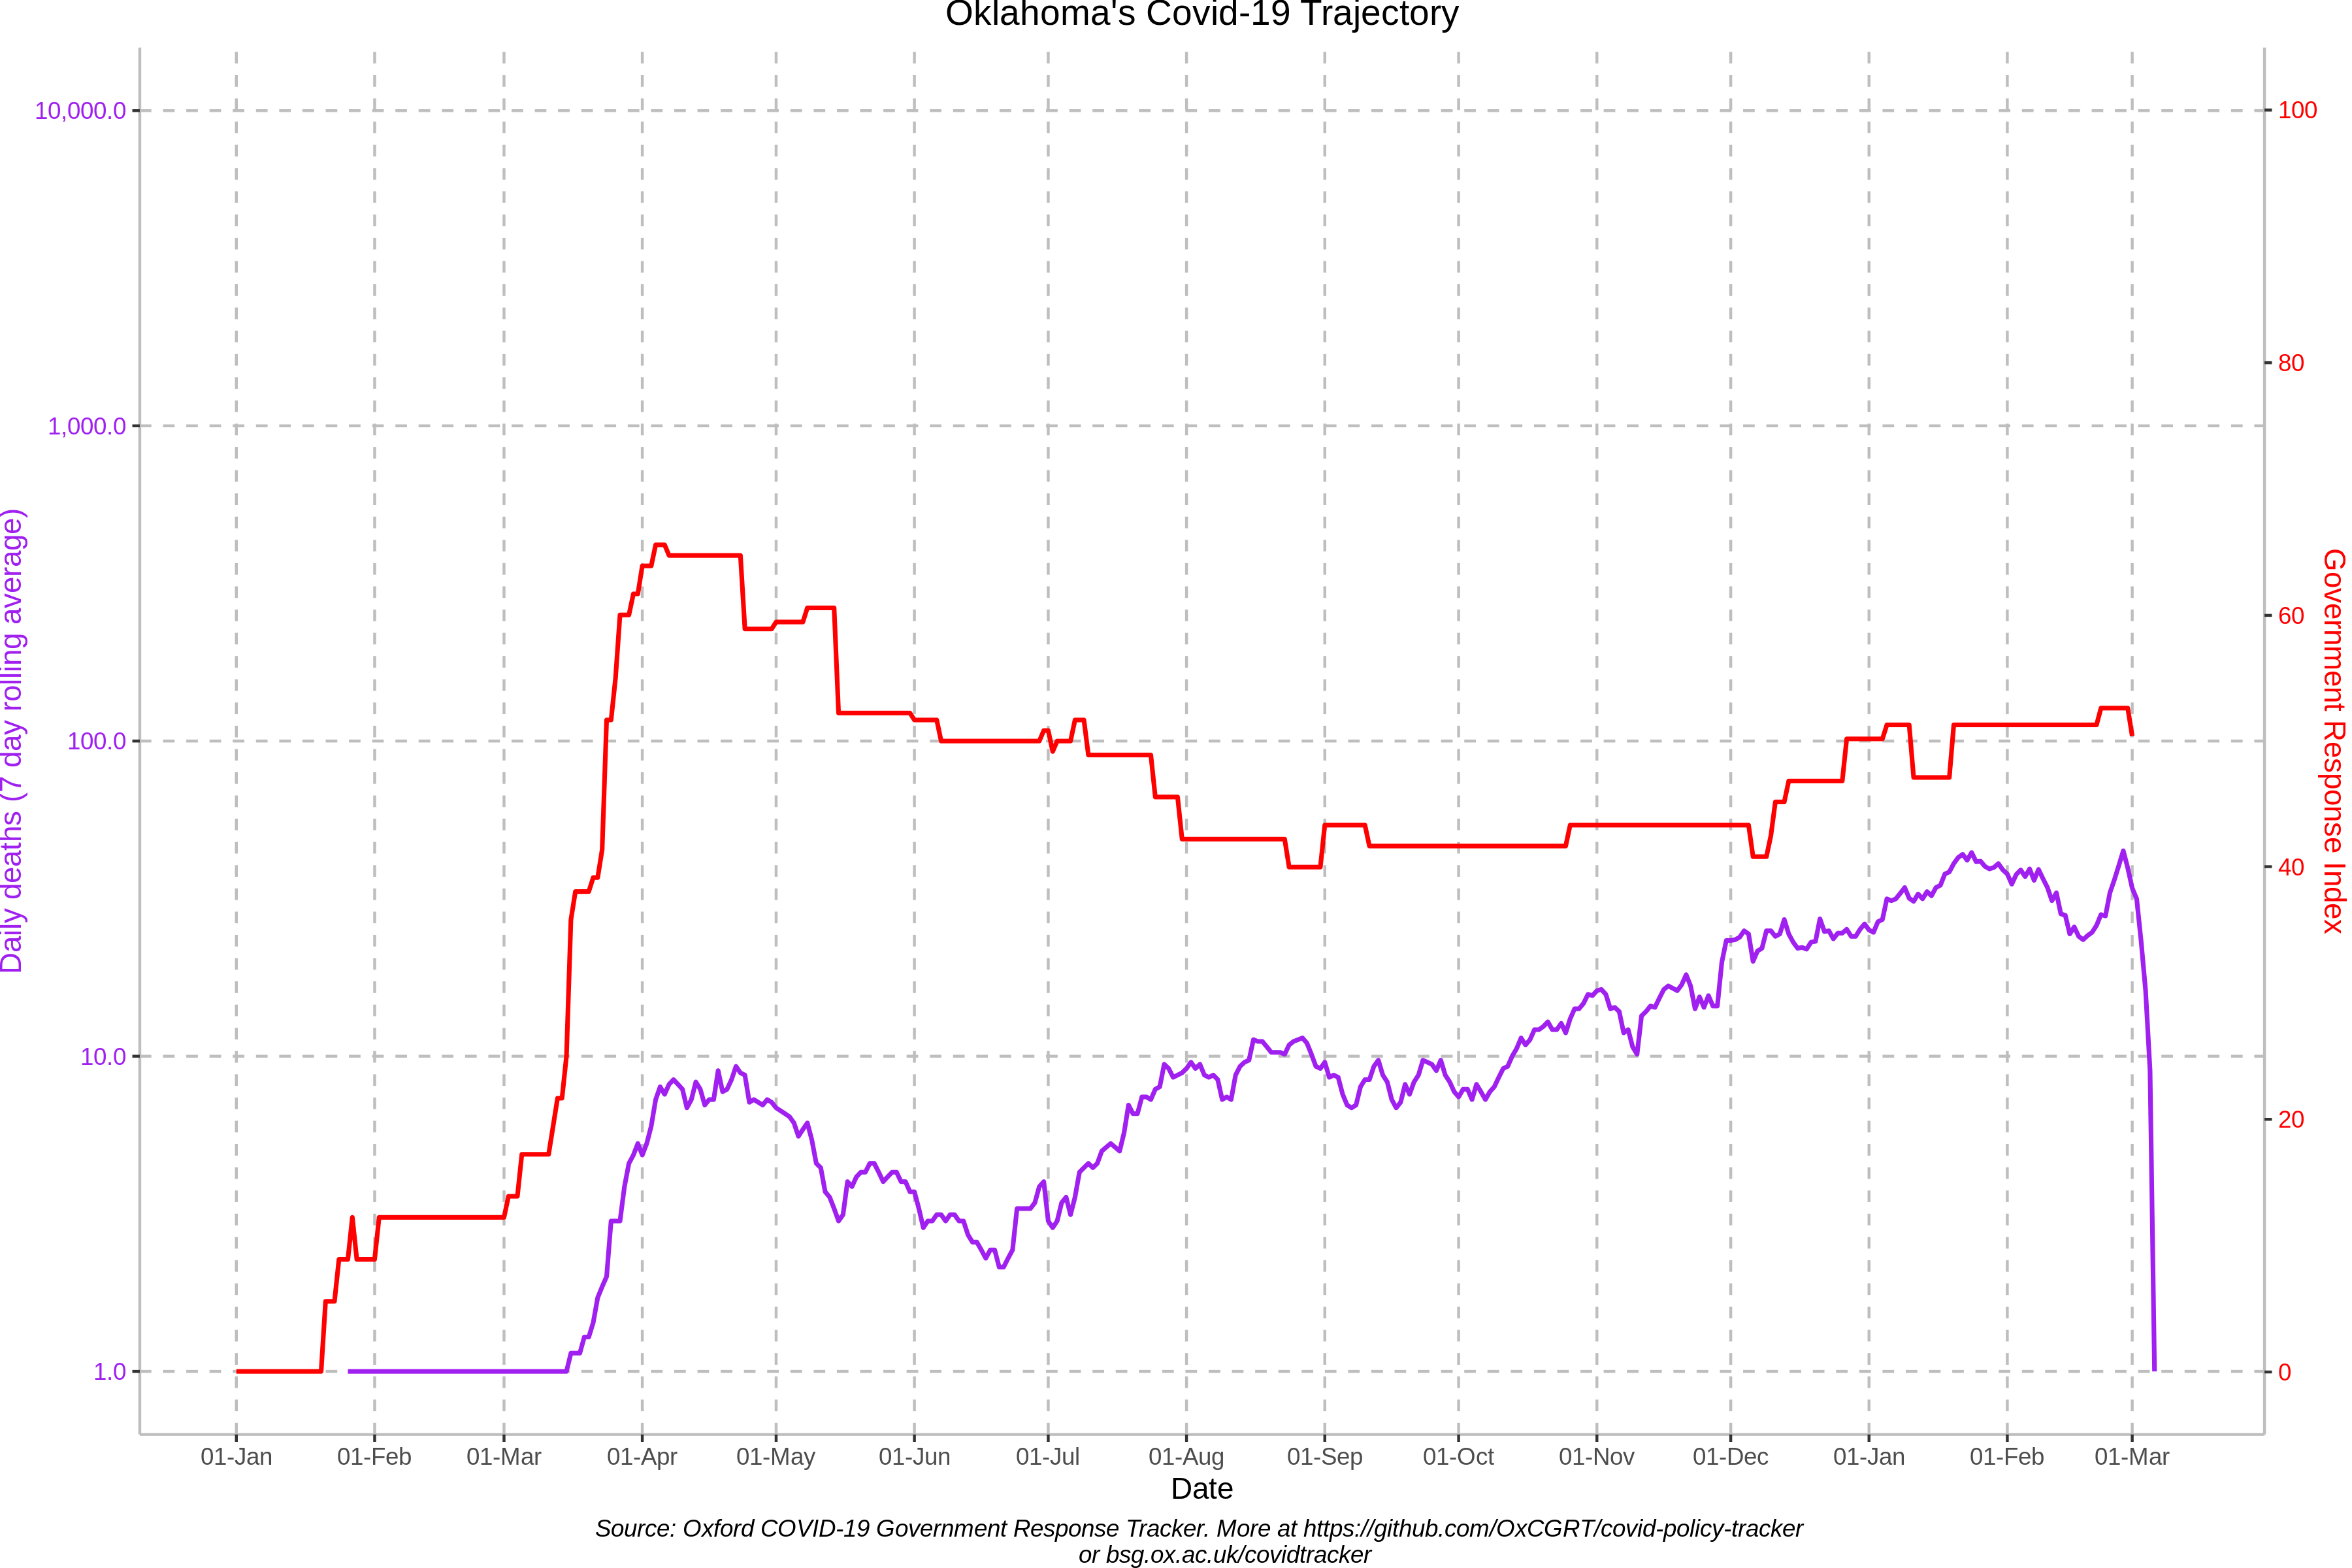 Oklahoma's Covid-19 Trajectory
10,000.0
1,000.0
100.0
10.0
1.0
Daily deaths (7 day rolling average)
100
80
60
40
20
0
Government Response Index
01-Jan 01-Feb 01-Mar 01-Apr 01-May 01-Jun 01-Jul 01-Aug 01-Sep 01-Oct 01-Nov 01-Dec 01-Jan 01-Feb 01-Mar
Date
Source: Oxford COVID-19 Government Response Tracker. More at https://github.com/OxCGRT/covid-policy-tracker
or bsg.ox.ac.uk/covidtracker